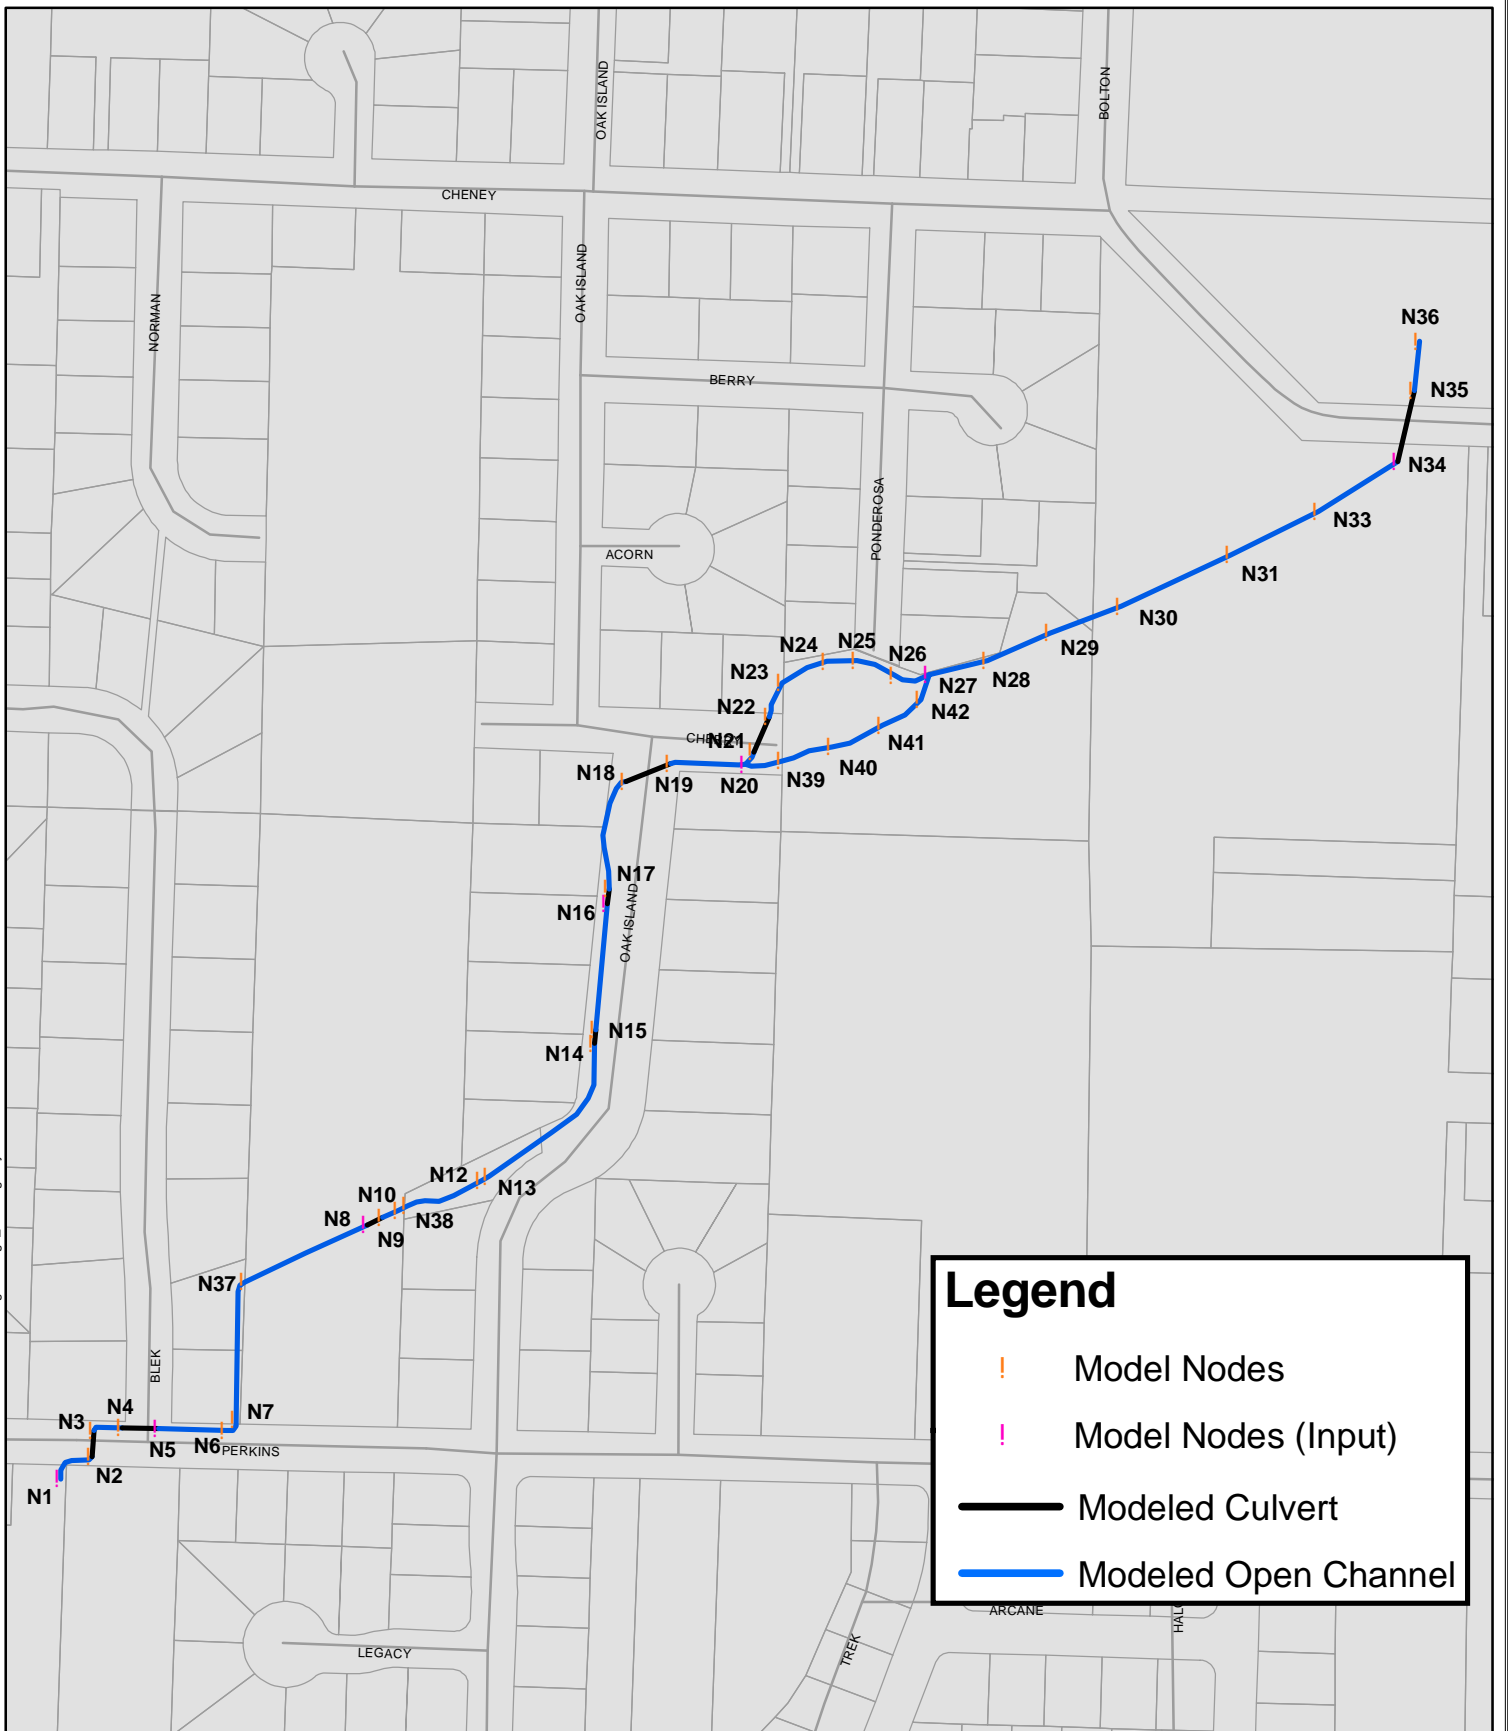 OAK ISLAND
BOLTON
CHENEY
OAK ISLAND
NORMAN
N36
BERRY
N35
N34
PONDEROSA
N33
ACORN
N31
N30
N29
N24
N25
N26
N23
N28
N27
N22
N42
CHERRY
N21
N41
N40
N18
N19
N20
N39
N17
N16
OAK ISLAND
N15
N14
N12
N13
N10
N8
N38
N9
N37
Legend
BLEK
Model Nodes
N4
N7
N3
N5
N6
PERKINS
Model Nodes (Input)
N2
N1
Modeled Culvert
Modeled Open Channel
ARCANE
TREK
LEGACY